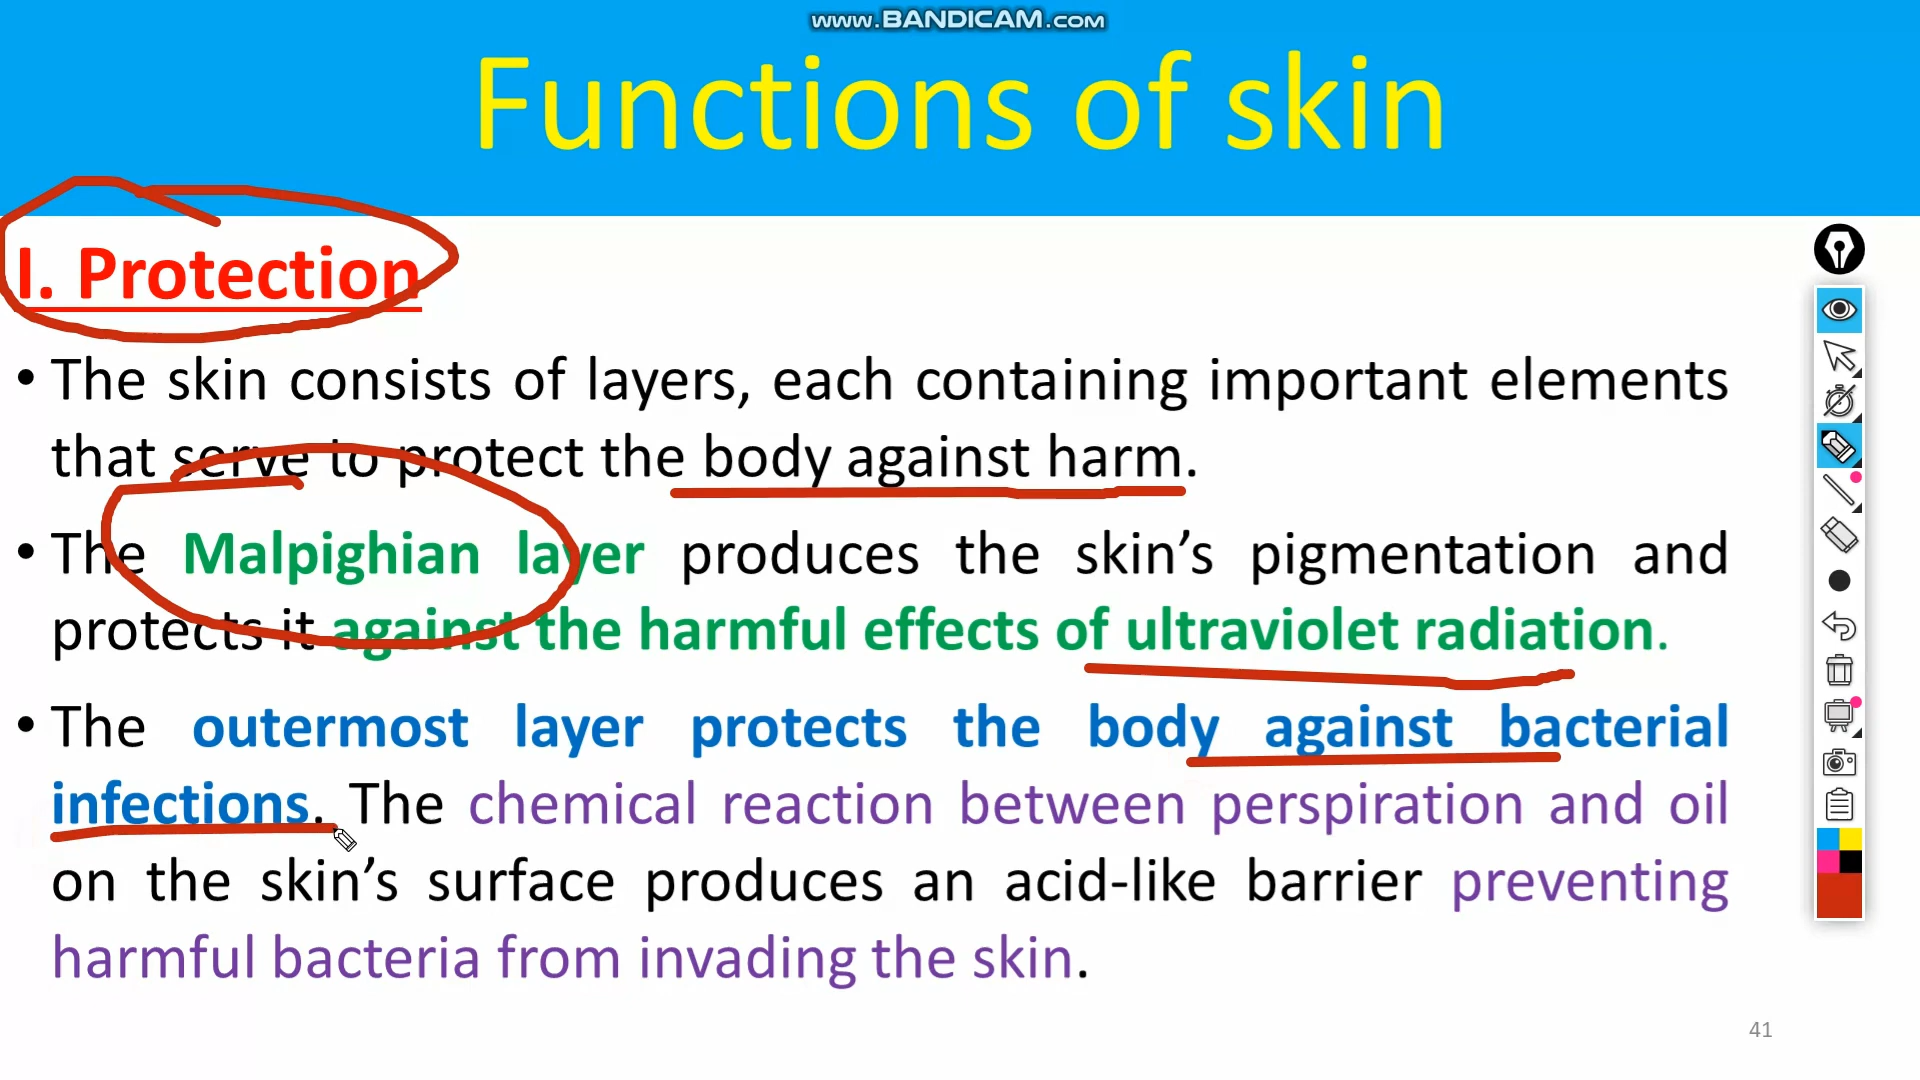 www.BANDICAM.com
Functions of skin
I. Protection
• The skin consists of layers, each containing important elements
that serve to protect the body against harm.
• The Malpighian layer produces the skin’s pigmentation and
protects it against the harmful effects of ultraviolet radiation.
• The outermost layer protects the body against bacterial
infections. The chemical reaction between perspiration and oil
on the skin’s surface produces an acid-like barrier preventing
harmful bacteria from invading the skin.
41